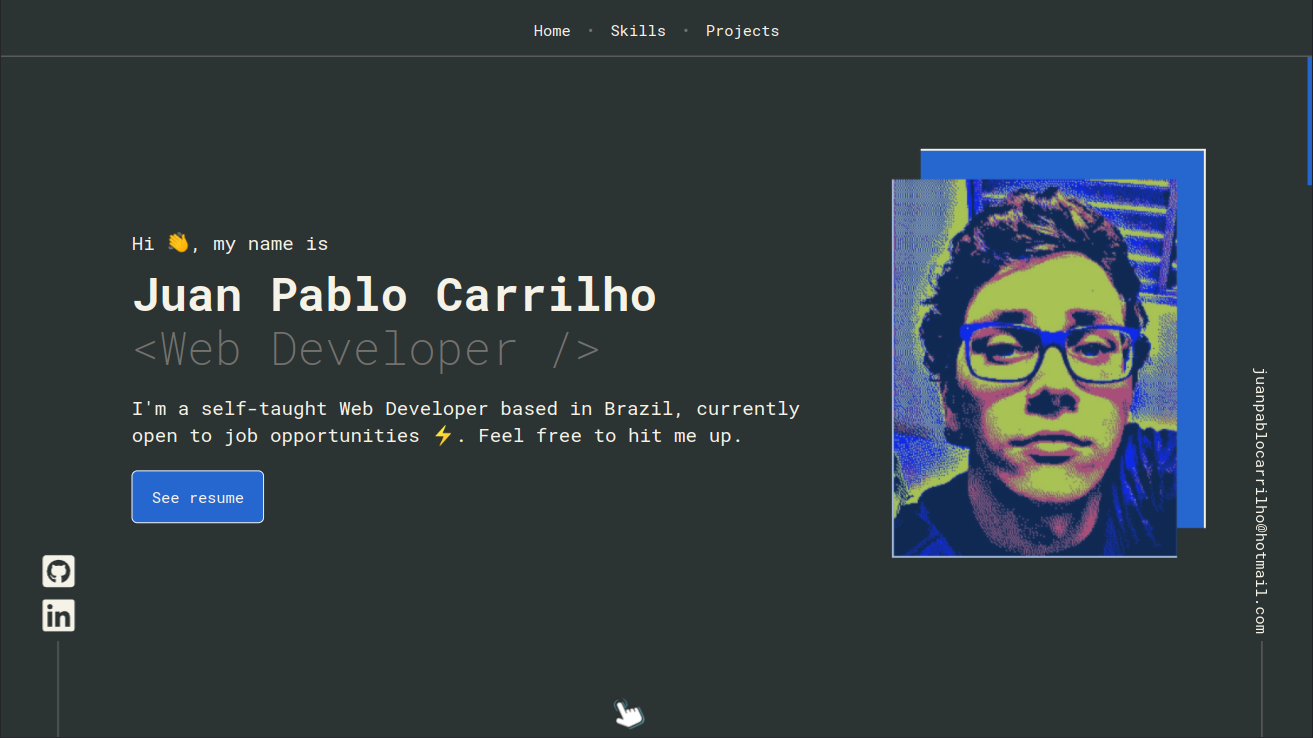 Home • Skills • Projects
Hi 👋, my name is
Juan Pablo Carrilho
<Web Developer />
I'm a self-taught Web Developer based in Brazil, currently
open to job opportunities ⚡. Feel free to hit me up.
See resume
in
juanpablocarrilho@hotmail.com